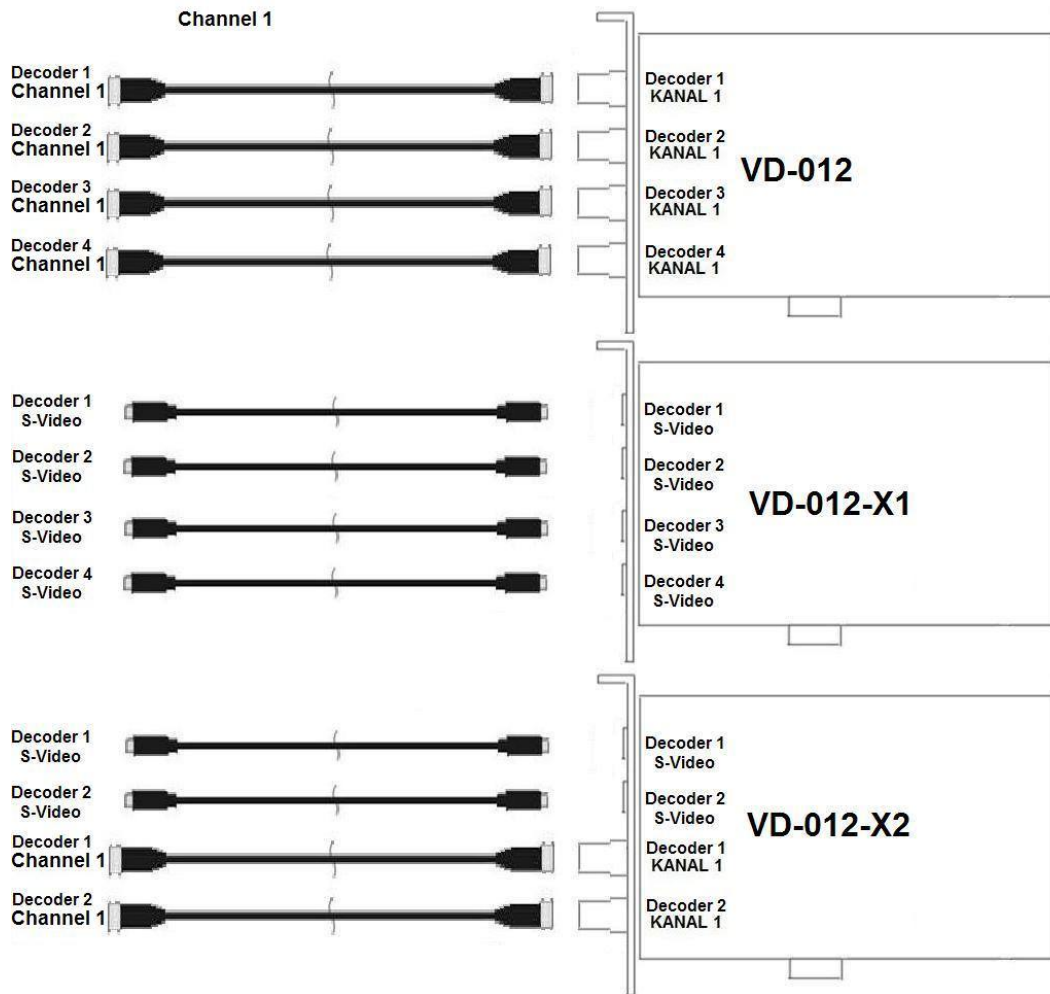 Channel 1
Decoder 1
Channel 1
Decoder 2
Channel 1
Decoder 3
Channel 1
Decoder 4
Channel 1
Decoder 1
KANAL 1
Decoder 2
KANAL 1
Decoder 3
KANAL 1
Decoder 4
KANAL 1
VD-012
Decoder 1
S-Video
Decoder 2
S-Video
Decoder 3
S-Video
Decoder 4
S-Video
Decoder 1
S-Video
Decoder 2
S-Video
Decoder 3
S-Video
Decoder 4
S-Video
VD-012-X1
Decoder 1
S-Video
Decoder 2
S-Video
Decoder 1
Channel 1
Decoder 2
Channel 1
Decoder 1
S-Video
Decoder 2
S-Video
Decoder 1
KANAL 1
Decoder 2
KANAL 1
VD-012-X2